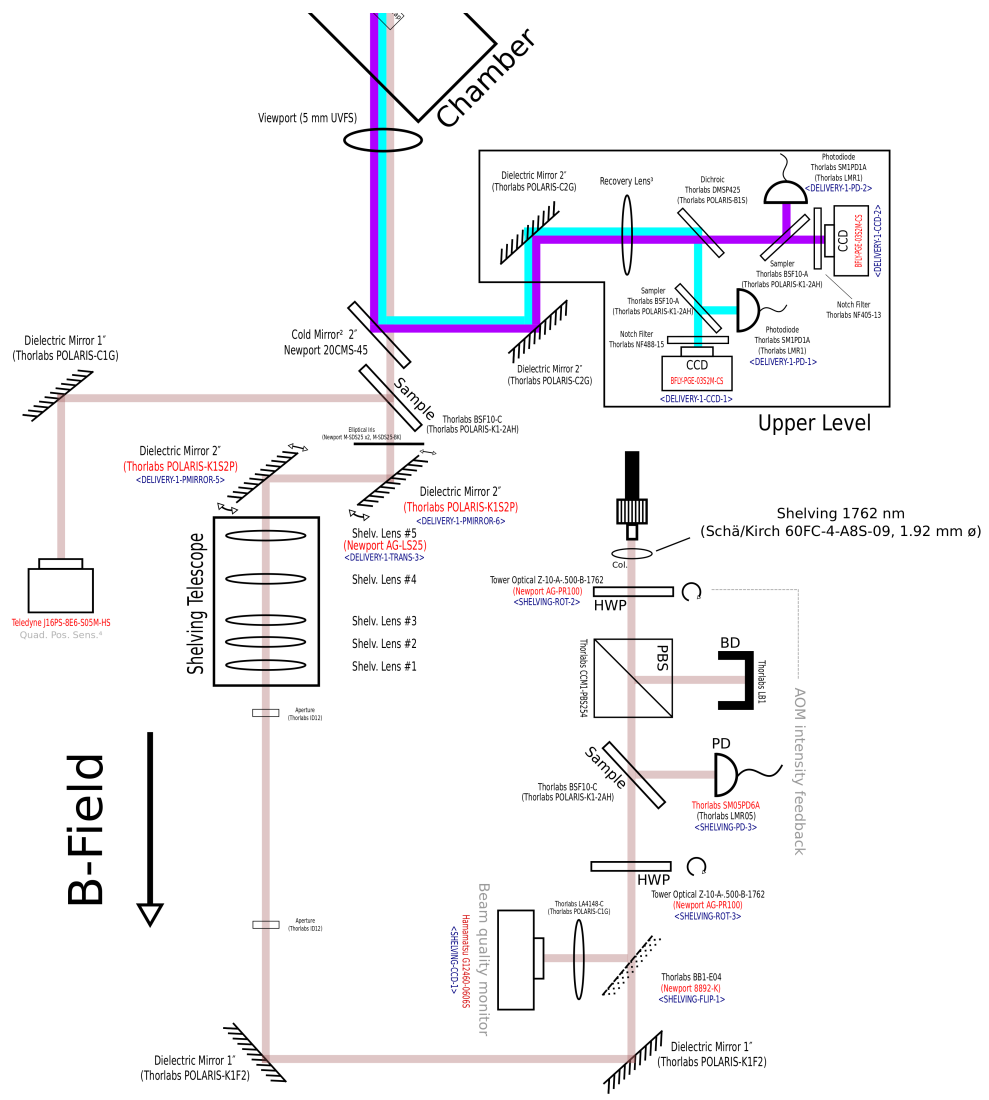 Chamber
Viewport (5 mm UVFS)
Dielectric Mirror 2″
(Thorlabs POLARIS-C2G)
Recovery Lens³
Dichroic
Thorlabs DMSP425
(Thorlabs POLARIS-B1S)
Photodiode
Thorlabs SM1PD1A
(Thorlabs LMR1)
<DELIVERY-1-PD-2>
CCD
BFLY-PGE-03S2M-CS
<DELIVERY-1-CCD-2>
Sampler
Thorlabs BSF10-A
(Thorlabs POLARIS-K1-2AH)
Notch Filter
Thorlabs NF405-13
Sampler
Thorlabs BSF10-A
(Thorlabs POLARIS-K1-2AH)
Notch Filter
Thorlabs NF488-15
Photodiode
Thorlabs SM1PD1A
(Thorlabs LMR1)
<DELIVERY-1-PD-1>
CCD
BFLY-PGE-03S2M-CS
<DELIVERY-1-CCD-1>
Upper Level
Cold Mirror² 2″
Newport 20CMS-45
Dielectric Mirror 2″
(Thorlabs POLARIS-C2G)
Dielectric Mirror 1″
(Thorlabs POLARIS-C1G)
Sample
Thorlabs BSF10-C
(Thorlabs POLARIS-K1-2AH)
Elliptical Iris
(Newport M-SDS25 x2, M-SDS25-BK)
Dielectric Mirror 2″
(Thorlabs POLARIS-K1S2P)
<DELIVERY-1-PMIRROR-5>
Dielectric Mirror 2″
(Thorlabs POLARIS-K1S2P)
<DELIVERY-1-PMIRROR-6>
Shelving Telescope
Shelv. Lens #5
(Newport AG-LS25)
<DELIVERY-1-TRANS-3>
Shelv. Lens #4
Shelv. Lens #3
Shelv. Lens #2
Shelv. Lens #1
Teledyne J16PS-8E6-S05M-HS
Quad. Pos. Sens.⁴
Shelving 1762 nm
(Schä/Kirch 60FC-4-A8S-09, 1.92 mm ø)
Col.
Tower Optical Z-10-A-.500-B-1762
(Newport AG-PR100)
<SHELVING-ROT-2>
HWP
PBS
Thorlabs CCM1-PBS254
BD
Thorlabs LB1
AOM intensity feedback
Sample
Thorlabs BSF10-C
(Thorlabs POLARIS-K1-2AH)
PD
Thorlabs SM05PD6A
(Thorlabs LMR05)
<SHELVING-PD-3>
HWP
Tower Optical Z-10-A-.500-B-1762
(Newport AG-PR100)
<SHELVING-ROT-3>
Aperture
(Thorlabs ID12)
B-Field
Aperture
(Thorlabs ID12)
Thorlabs LA4148-C
(Thorlabs POLARIS-C1G)
Beam quality monitor
Hamamatsu G12460-0606S
<SHELVING-CCD-1>
Thorlabs BB1-E04
(Newport 8892-K)
<SHELVING-FLIP-1>
Dielectric Mirror 1″
(Thorlabs POLARIS-K1F2)
Dielectric Mirror 1″
(Thorlabs POLARIS-K1F2)